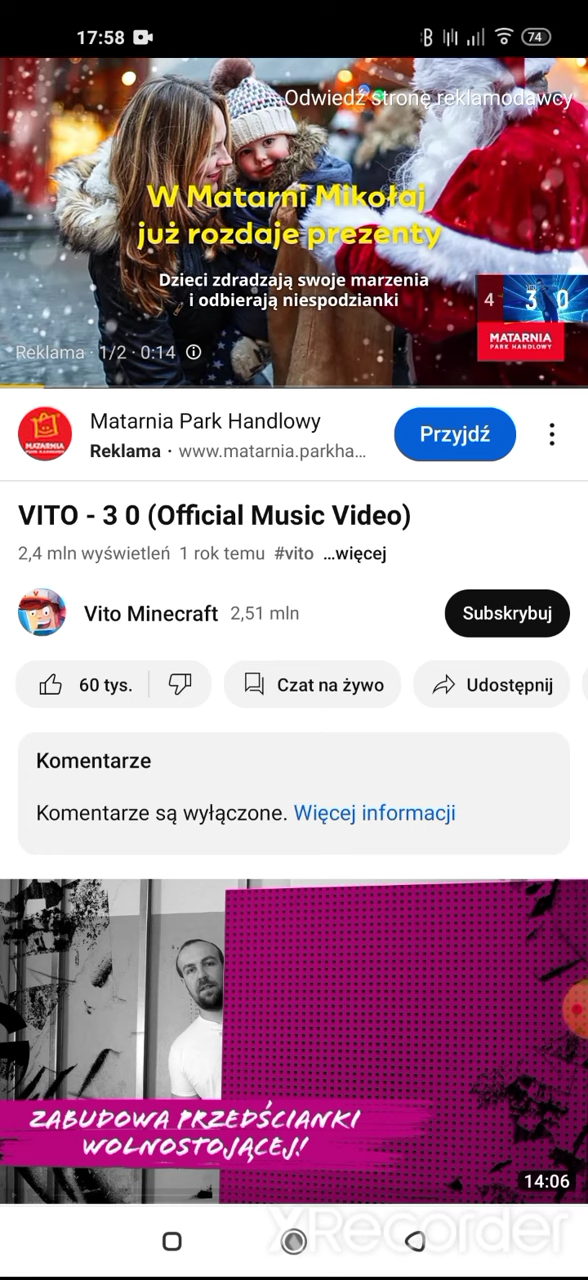 17:58
74
Odwiedź stronę reklamodawcy
W Matarni Mikołaj
już rozdaje prezenty
Dzieci zdradzają swoje marzenia
i odbierają niespodzianki
4 3 0
MATARNIA
PARK HANDLOWY
Reklama · 1/2 · 0:14
MATARNIA
Matarnia Park Handlowy
Reklama · www.matarnia.parkha...
Przyjdź
VITO - 3 0 (Official Music Video)
2,4 mln wyświetleń 1 rok temu #vito ...więcej
Vito Minecraft 2,51 mln
Subskrybuj
60 tys.
Czat na żywo
Udostępnij
Komentarze
Komentarze są wyłączone. Więcej informacji
ZABUDOWA PRZEDŚCIANKI
WOLNOSTOJĄCEJ!
14:06
XRecorder